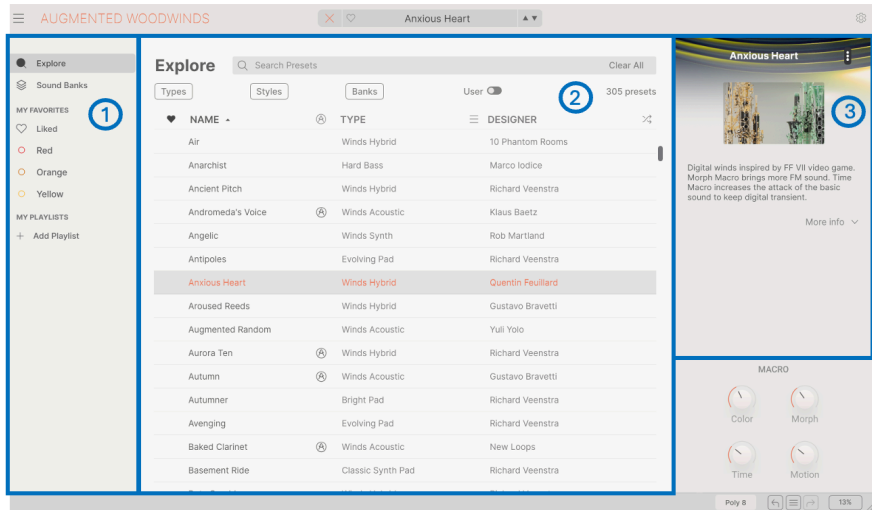 AUGMENTED WOODWINDS
Anxious Heart
Explore
Sound Banks
MY FAVORITES
1
Liked
Red
Orange
Yellow
MY PLAYLISTS
Add Playlist
Explore Search Presets Clear All
Types Styles Banks User 2 305 presets
NAME TYPE DESIGNER
Air Winds Hybrid 10 Phantom Rooms
Anarchist Hard Bass Marco Iodice
Ancient Pitch Winds Hybrid Richard Veenstra
Andromeda's Voice Winds Acoustic Klaus Baetz
Angelic Winds Synth Rob Martland
Antipoles Evolving Pad Richard Veenstra
Anxious Heart Winds Hybrid Quentin Feuillard
Aroused Reeds Winds Hybrid Gustavo Bravetti
Augmented Random Winds Acoustic Yuli Yolo
Aurora Ten Winds Hybrid Richard Veenstra
Autumn Winds Acoustic Gustavo Bravetti
Autumner Bright Pad Richard Veenstra
Avenging Evolving Pad Richard Veenstra
Baked Clarinet Winds Acoustic New Loops
Basement Ride Classic Synth Pad Richard Veenstra
Anxious Heart
3
Digital winds inspired by FF VII video game.
Morph Macro brings more FM sound. Time
Macro increases the attack of the basic
sound to keep digital transient.
More info
MACRO
Color Morph
Time Motion
Poly 8 13%